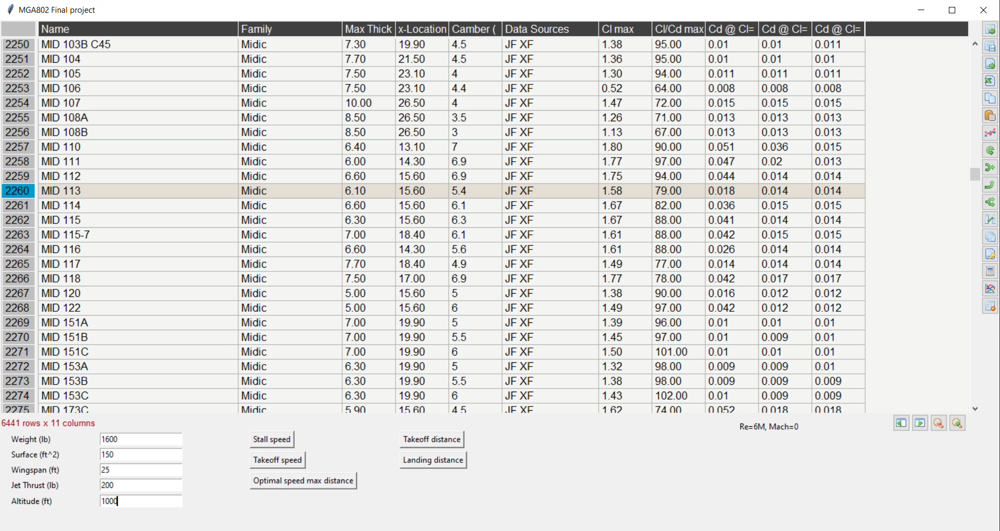 MGA802 Final project
Name Family Max Thick x-Location Camber ( Data Sources Cl max Cl/Cd max Cd @ Cl= Cd @ Cl= Cd @ Cl=
2250 MID 103B C45 Midic 7.30 19.90 4.5 JF XF 1.38 95.00 0.01 0.01 0.011
2251 MID 104 Midic 7.70 21.50 4.5 JF XF 1.36 95.00 0.01 0.01 0.01
2252 MID 105 Midic 7.50 23.10 4 JF XF 1.30 94.00 0.011 0.011 0.011
2253 MID 106 Midic 7.50 23.10 4.4 JF XF 0.52 64.00 0.008 0.008 0.008
2254 MID 107 Midic 10.00 26.50 4 JF XF 1.47 72.00 0.015 0.015 0.015
2255 MID 108A Midic 8.50 26.50 3.5 JF XF 1.26 71.00 0.013 0.013 0.013
2256 MID 108B Midic 8.50 26.50 3 JF XF 1.13 67.00 0.013 0.013 0.013
2257 MID 110 Midic 6.40 13.10 7 JF XF 1.80 90.00 0.051 0.036 0.015
2258 MID 111 Midic 6.00 14.30 6.9 JF XF 1.77 97.00 0.047 0.02 0.013
2259 MID 112 Midic 6.60 15.60 6.9 JF XF 1.75 94.00 0.044 0.014 0.014
2260 MID 113 Midic 6.10 15.60 5.4 JF XF 1.58 79.00 0.018 0.014 0.014
2261 MID 114 Midic 6.60 15.60 6.1 JF XF 1.67 82.00 0.036 0.015 0.015
2262 MID 115 Midic 6.30 15.60 6.3 JF XF 1.67 88.00 0.041 0.014 0.014
2263 MID 115-7 Midic 7.00 18.40 6.1 JF XF 1.61 88.00 0.042 0.015 0.015
2264 MID 116 Midic 6.60 14.30 5.6 JF XF 1.61 88.00 0.026 0.014 0.014
2265 MID 117 Midic 7.70 18.40 4.9 JF XF 1.49 77.00 0.014 0.014 0.014
2266 MID 118 Midic 7.50 17.00 6.9 JF XF 1.77 78.00 0.042 0.017 0.017
2267 MID 120 Midic 5.00 15.60 5 JF XF 1.38 90.00 0.016 0.012 0.012
2268 MID 122 Midic 5.00 15.60 6 JF XF 1.49 97.00 0.042 0.012 0.012
2269 MID 151A Midic 7.00 19.90 5 JF XF 1.39 96.00 0.01 0.01 0.01
2270 MID 151B Midic 7.00 19.90 5.5 JF XF 1.45 97.00 0.01 0.009 0.01
2271 MID 151C Midic 7.00 19.90 6 JF XF 1.50 101.00 0.01 0.01 0.01
2272 MID 153A Midic 6.30 19.90 5 JF XF 1.32 98.00 0.009 0.009 0.01
2273 MID 153B Midic 6.30 19.90 5.5 JF XF 1.38 98.00 0.009 0.009 0.009
2274 MID 153C Midic 6.30 19.90 6 JF XF 1.43 102.00 0.01 0.009 0.009
2275 MID 173C Midic 5.90 15.60 4.5 JF XF 1.62 74.00 0.052 0.018 0.018
6441 rows x 11 columns
Re=6M, Mach=0
Weight (lb) 1600 Stall speed Takeoff distance
Surface (ft^2) 150 Takeoff speed Landing distance
Wingspan (ft) 25
Optimal speed max distance
Jet Thrust (lb) 200
Altitude (ft) 1000